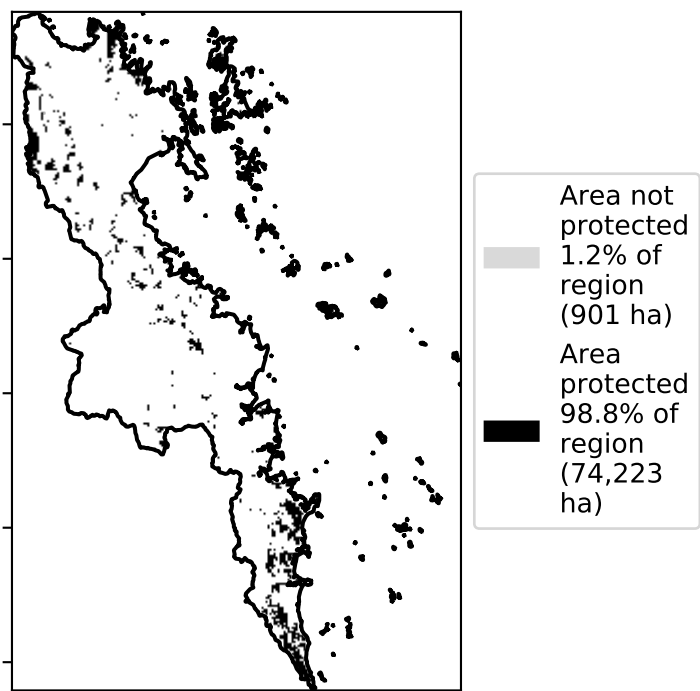 Area not
protected
1.2% of
region
(901 ha)
Area
protected
98.8% of
region
(74,223
ha)